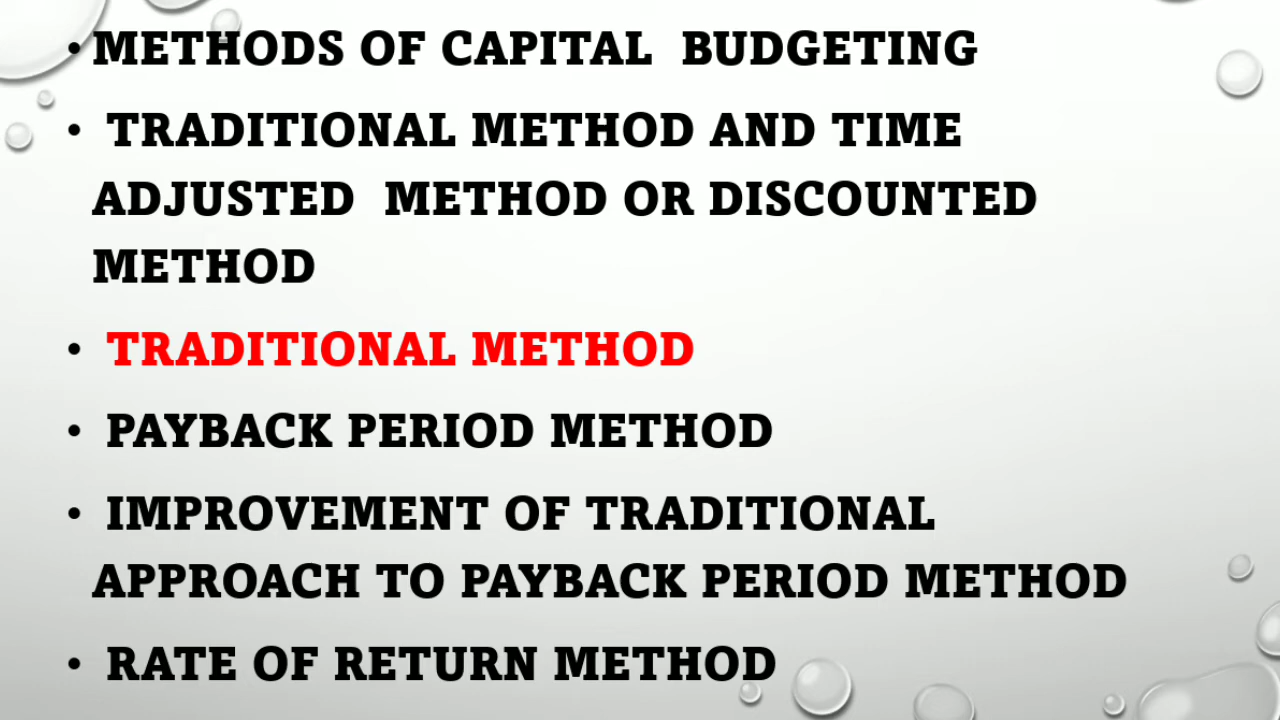 • METHODS OF CAPITAL  BUDGETING
• TRADITIONAL METHOD AND TIME
ADJUSTED  METHOD OR DISCOUNTED
METHOD
• TRADITIONAL METHOD
• PAYBACK PERIOD METHOD
• IMPROVEMENT OF TRADITIONAL
APPROACH TO PAYBACK PERIOD METHOD
• RATE OF RETURN METHOD